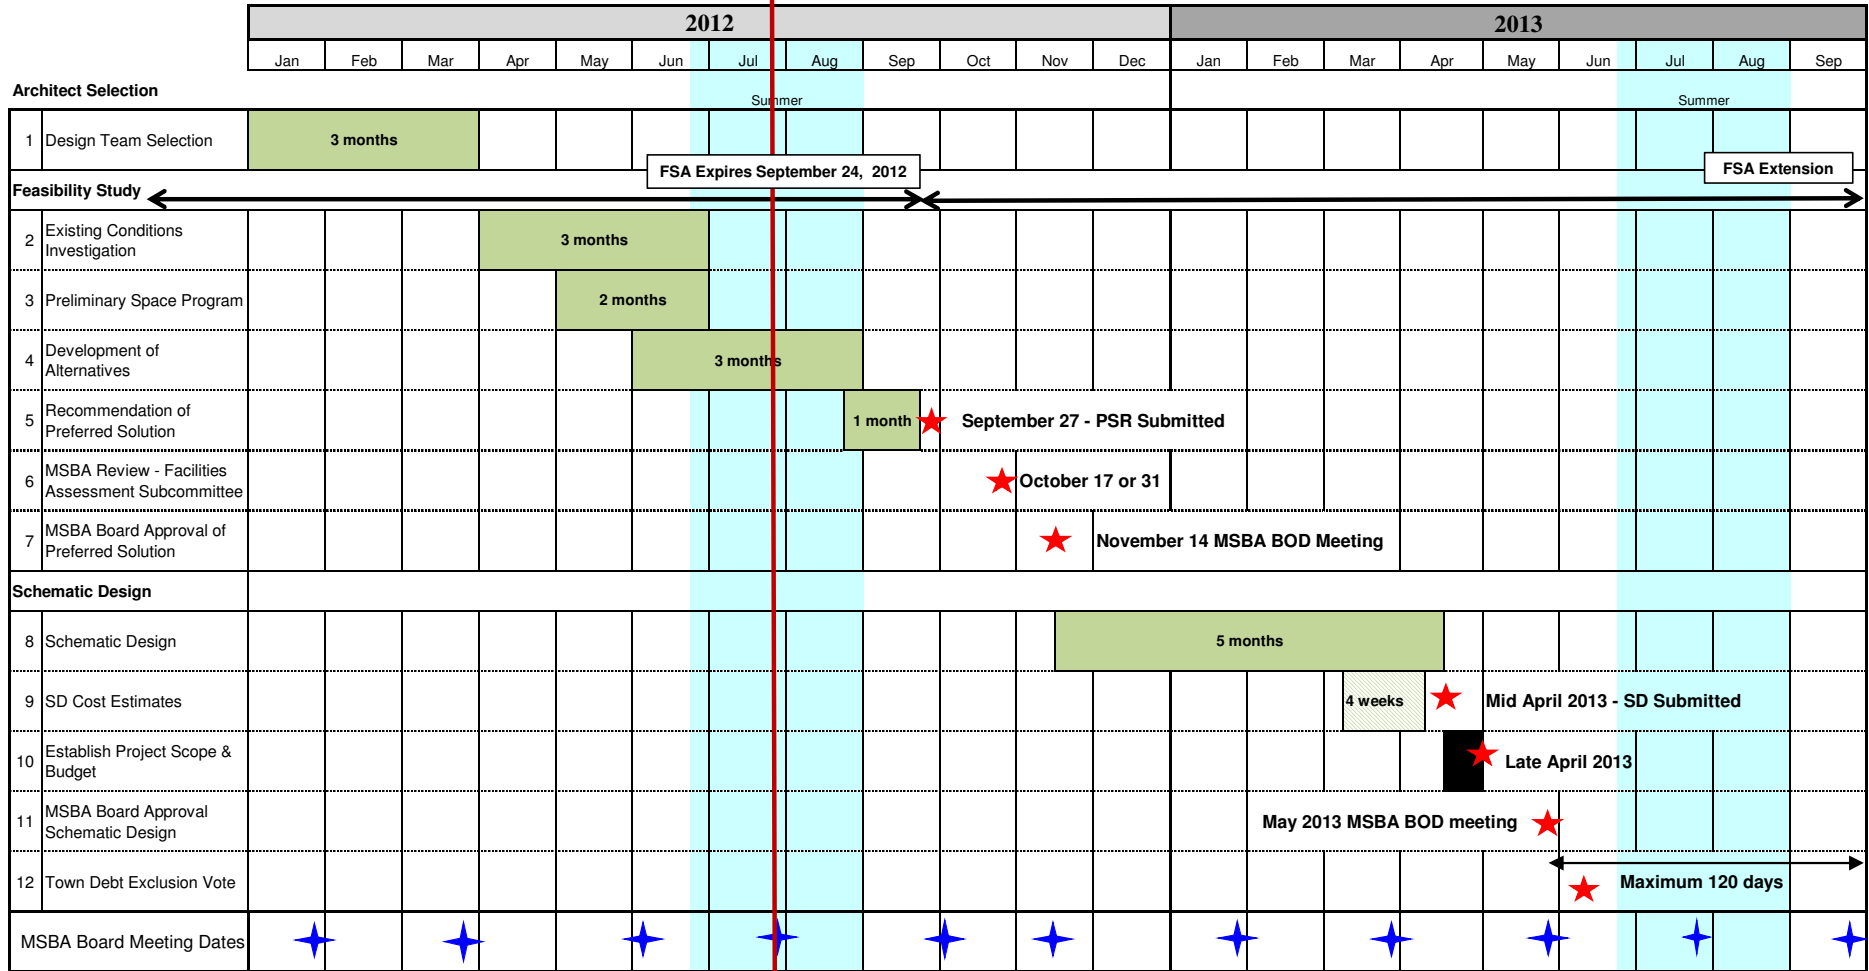 2012 2013
Jan Feb Mar Apr May Jun Jul Aug Sep Oct Nov Dec Jan Feb Mar Apr May Jun Jul Aug Sep
Architect Selection
Summer Summer
1 Design Team Selection 3 months
FSA Expires September 24, 2012 FSA Extension
Feasibility Study
2 Existing Conditions
Investigation
3 months
3 Preliminary Space Program 2 months
4 Development of
Alternatives
3 months
5 Recommendation of
Preferred Solution
1 month September 27 - PSR Submitted
6 MSBA Review - Facilities
Assessment Subcommittee
October 17 or 31
7 MSBA Board Approval of
Preferred Solution
November 14 MSBA BOD Meeting
Schematic Design
8 Schematic Design 5 months
9 SD Cost Estimates 4 weeks Mid April 2013 - SD Submitted
10 Establish Project Scope &
Budget
Late April 2013
11 MSBA Board Approval
Schematic Design
May 2013 MSBA BOD meeting
12 Town Debt Exclusion Vote Maximum 120 days
MSBA Board Meeting Dates